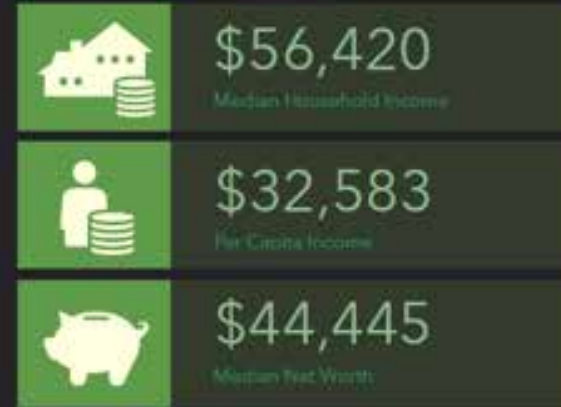 $56,420
Median Household Income
$32,583
Per Capita Income
$44,445
Median Net Worth